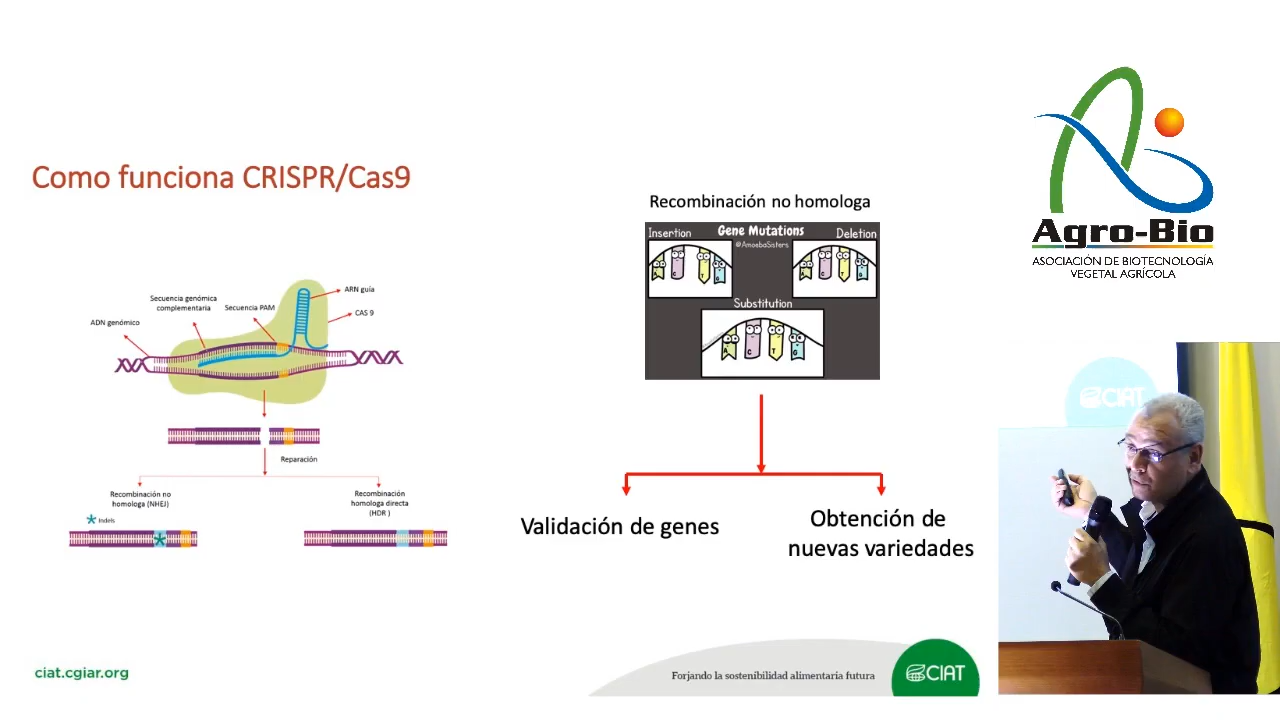 Como funciona CRISPR/Cas9
ADN genómico
Secuencia genómica
complementaria
Secuencia PAM
ARN guía
CAS 9
Reparación
Recombinación no
homologa (NHEJ)
Indels
Recombinación
homologa directa
(HDR )
Recombinación no homologa
Gene Mutations
@AmoebaSisters
Insertion
Deletion
A C T G
A C T G
Substitution
A C T G
Validación de genes
Obtención de
nuevas variedades
ciat.cgiar.org
Forjando la sostenibilidad alimentaría futura
CIAT
Agro-Bio
ASOCIACIÓN DE BIOTECNOLOGÍA
VEGETAL AGRÍCOLA
CIAT